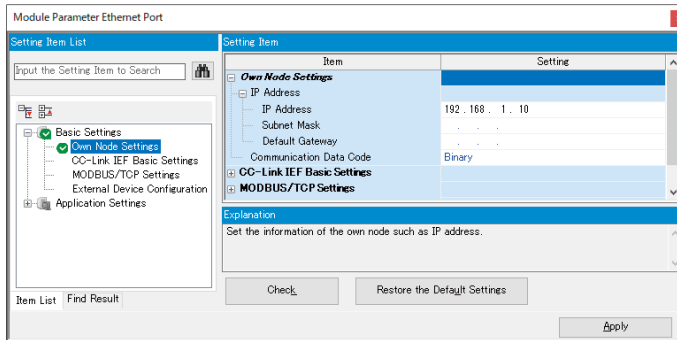 Module Parameter Ethernet Port
Setting Item List
Input the Setting Item to Search
Basic Settings
Own Node Settings
CC-Link IEF Basic Settings
MODBUS/TCP Settings
External Device Configuration
Application Settings
Item List Find Result
Setting Item
Item Setting
Own Node Settings
IP Address
IP Address 192 . 168 . 1 . 10
Subnet Mask . . .
Default Gateway . . .
Communication Data Code Binary
CC-Link IEF Basic Settings
MODBUS/TCP Settings
Explanation
Set the information of the own node such as IP address.
Check Restore the Default Settings
Apply